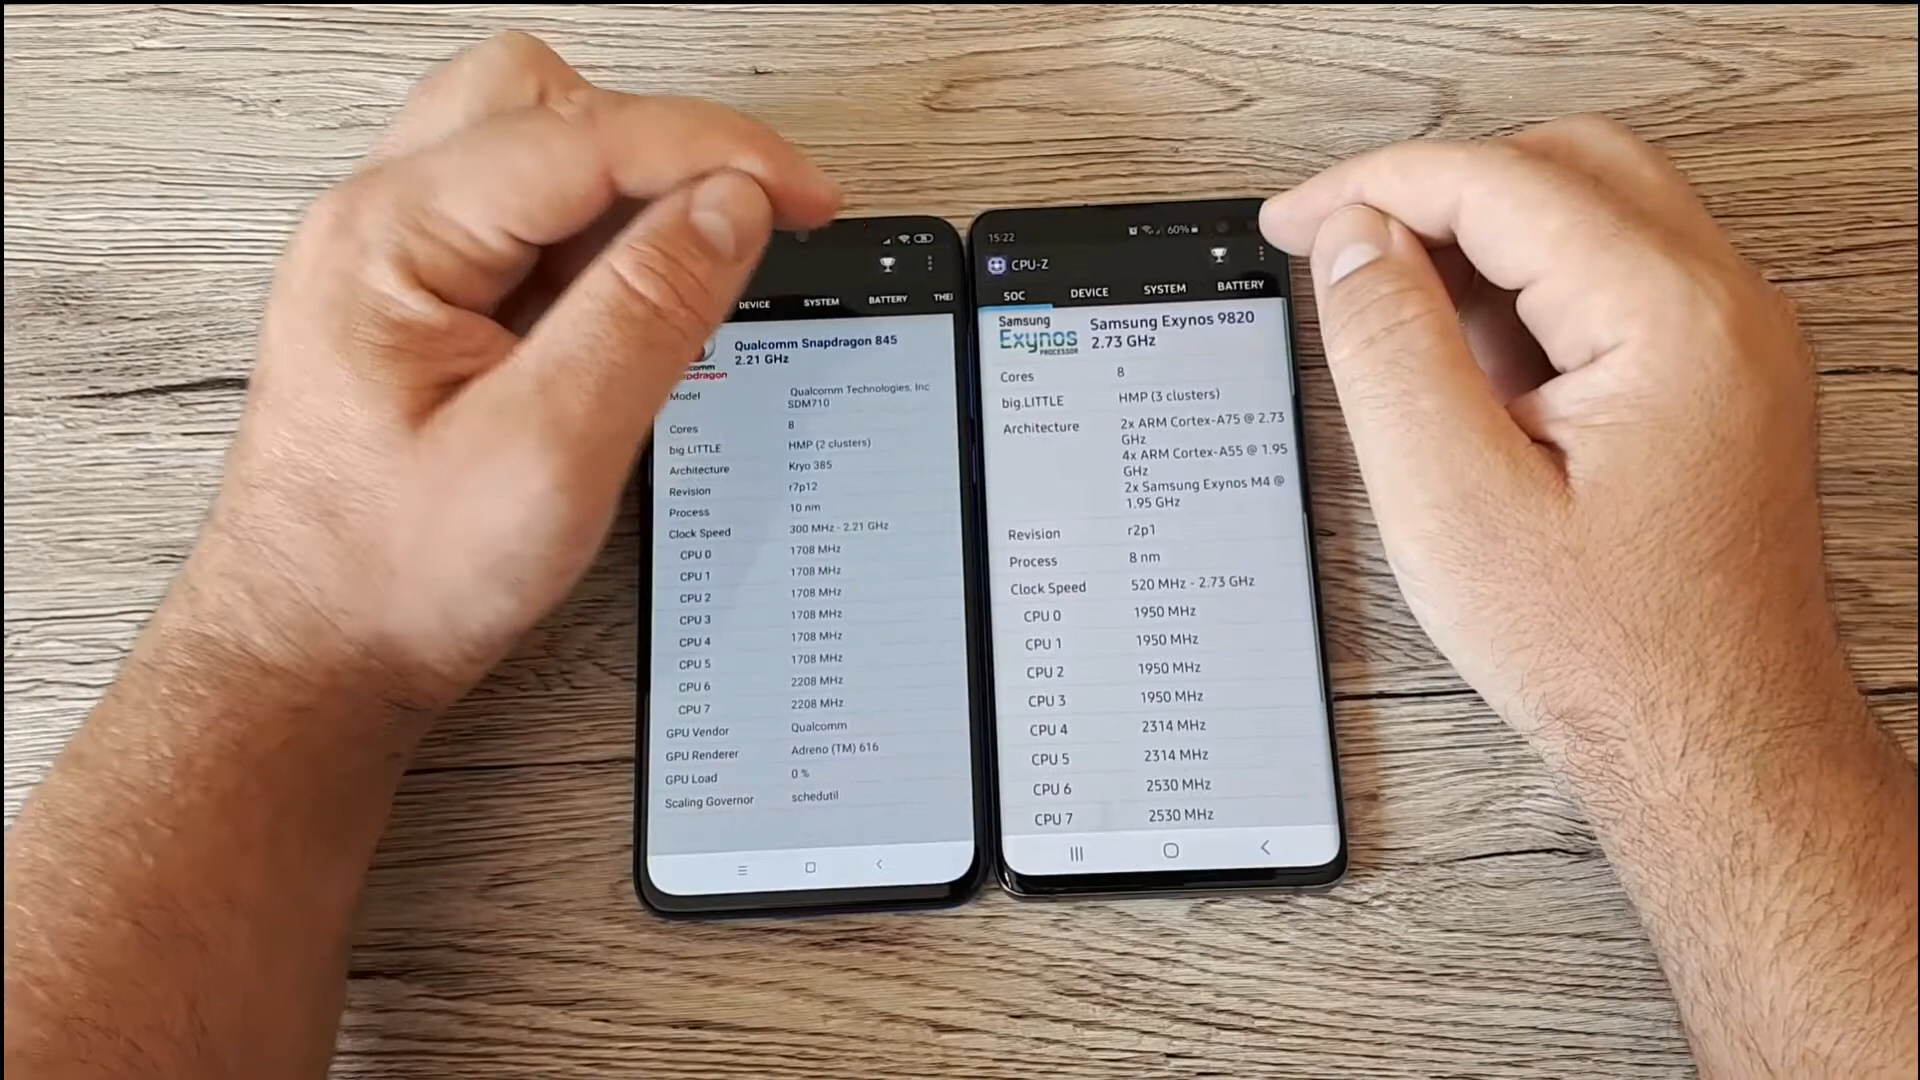 DEVICE SYSTEM BATTERY
Qualcomm Snapdragon 845
2.21 GHz
Model Qualcomm Technologies, Inc
SDM710
Cores 8
big.LITTLE HMP (2 clusters)
Architecture Kryo 385
Revision r7p12
Process 10 nm
Clock Speed 300 MHz - 2.21 GHz
CPU 0 1708 MHz
CPU 1 1708 MHz
CPU 2 1708 MHz
CPU 3 1708 MHz
CPU 4 1708 MHz
CPU 5 1708 MHz
CPU 6 2208 MHz
CPU 7 2208 MHz
GPU Vendor Qualcomm
GPU Renderer Adreno (TM) 616
GPU Load 0 %
Scaling Governor schedutil
15:22 60%
CPU-Z
SOC DEVICE SYSTEM BATTERY
Samsung
Exynos
PROCESSOR
Samsung Exynos 9820
2.73 GHz
Cores 8
big.LITTLE HMP (3 clusters)
Architecture 2x ARM Cortex-A75 @ 2.73
GHz
4x ARM Cortex-A55 @ 1.95
GHz
2x Samsung Exynos M4 @
1.95 GHz
Revision r2p1
Process 8 nm
Clock Speed 520 MHz - 2.73 GHz
CPU 0 1950 MHz
CPU 1 1950 MHz
CPU 2 1950 MHz
CPU 3 1950 MHz
CPU 4 2314 MHz
CPU 5 2314 MHz
CPU 6 2530 MHz
CPU 7 2530 MHz